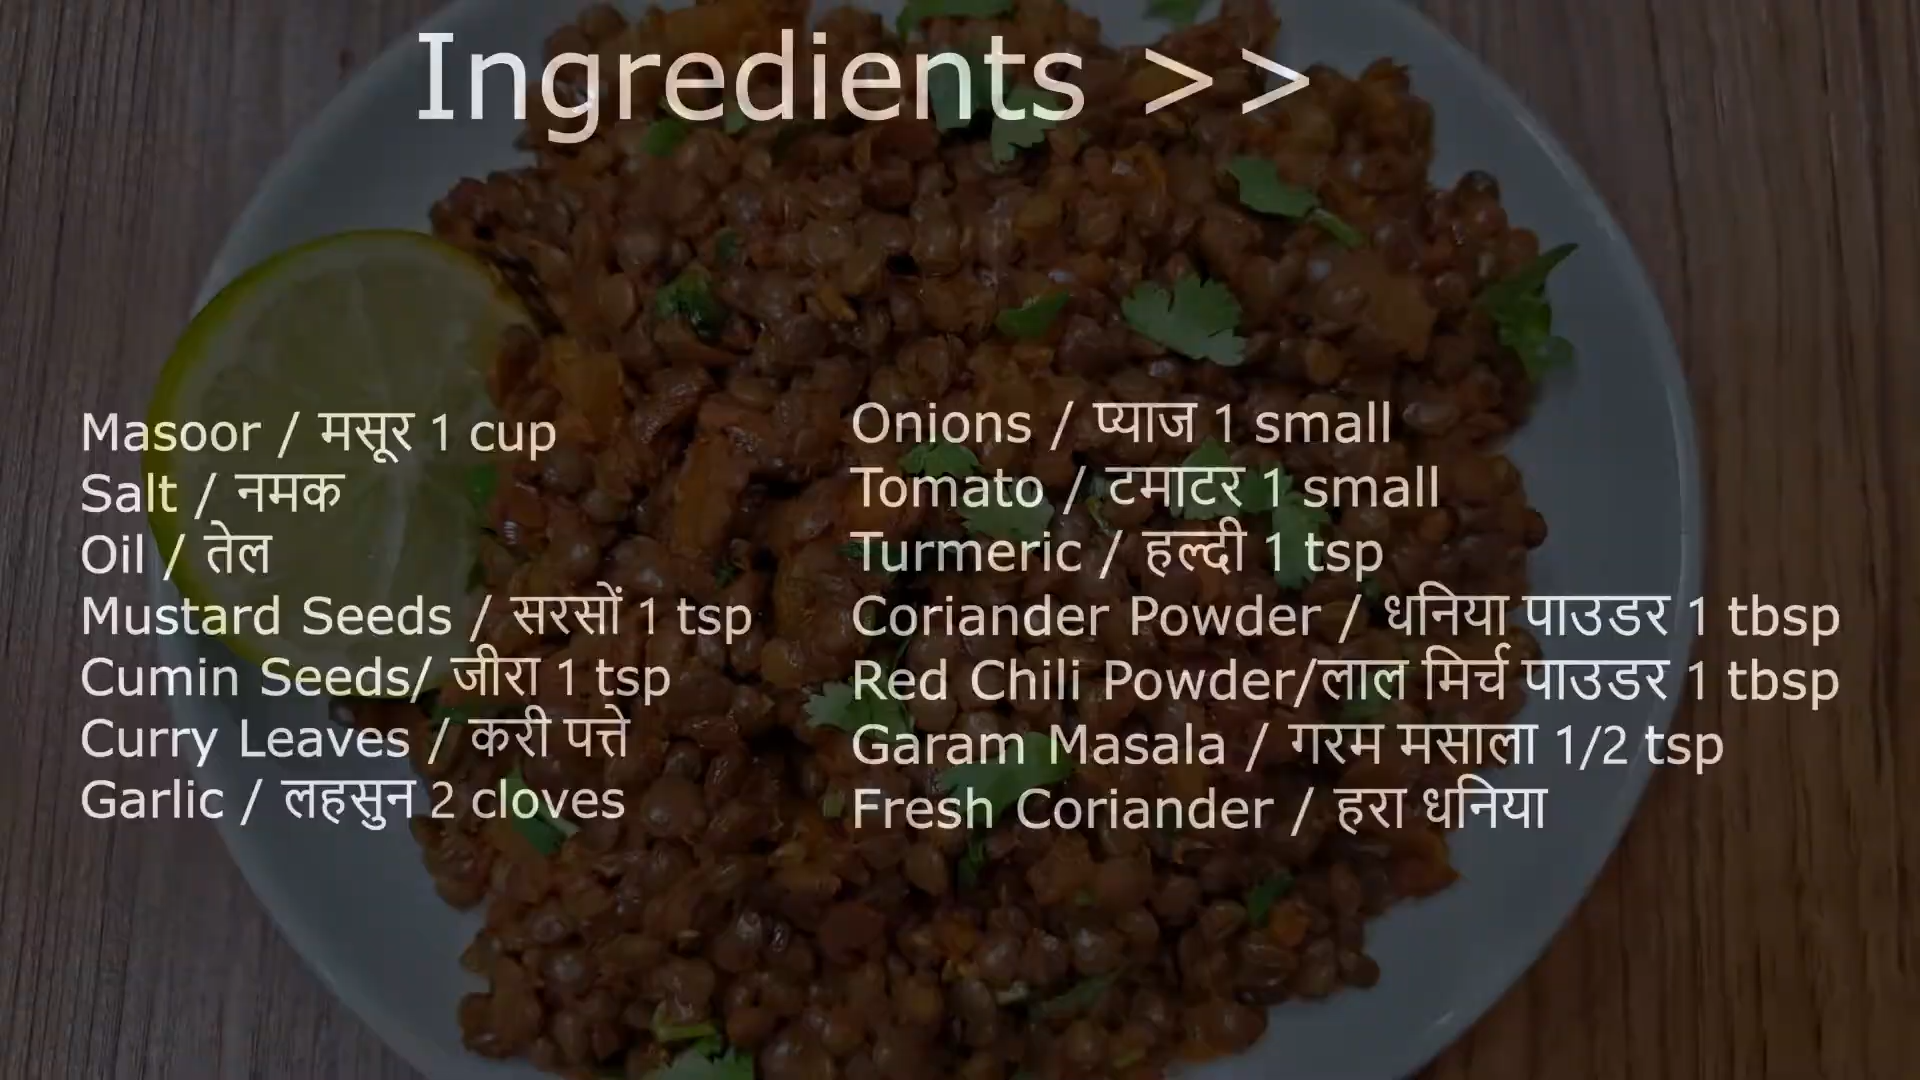 Ingredients >>
Masoor / मसूर 1 cup
Salt / नमक
Oil / तेल
Mustard Seeds / सरसों 1 tsp
Cumin Seeds/ जीरा 1 tsp
Curry Leaves / करी पत्ते
Garlic / लहसुन 2 cloves
Onions / प्याज 1 small
Tomato / टमाटर 1 small
Turmeric / हल्दी 1 tsp
Coriander Powder / धनिया पाउडर 1 tbsp
Red Chili Powder/लाल मिर्च पाउडर 1 tbsp
Garam Masala / गरम मसाला 1/2 tsp
Fresh Coriander / हरा धनिया